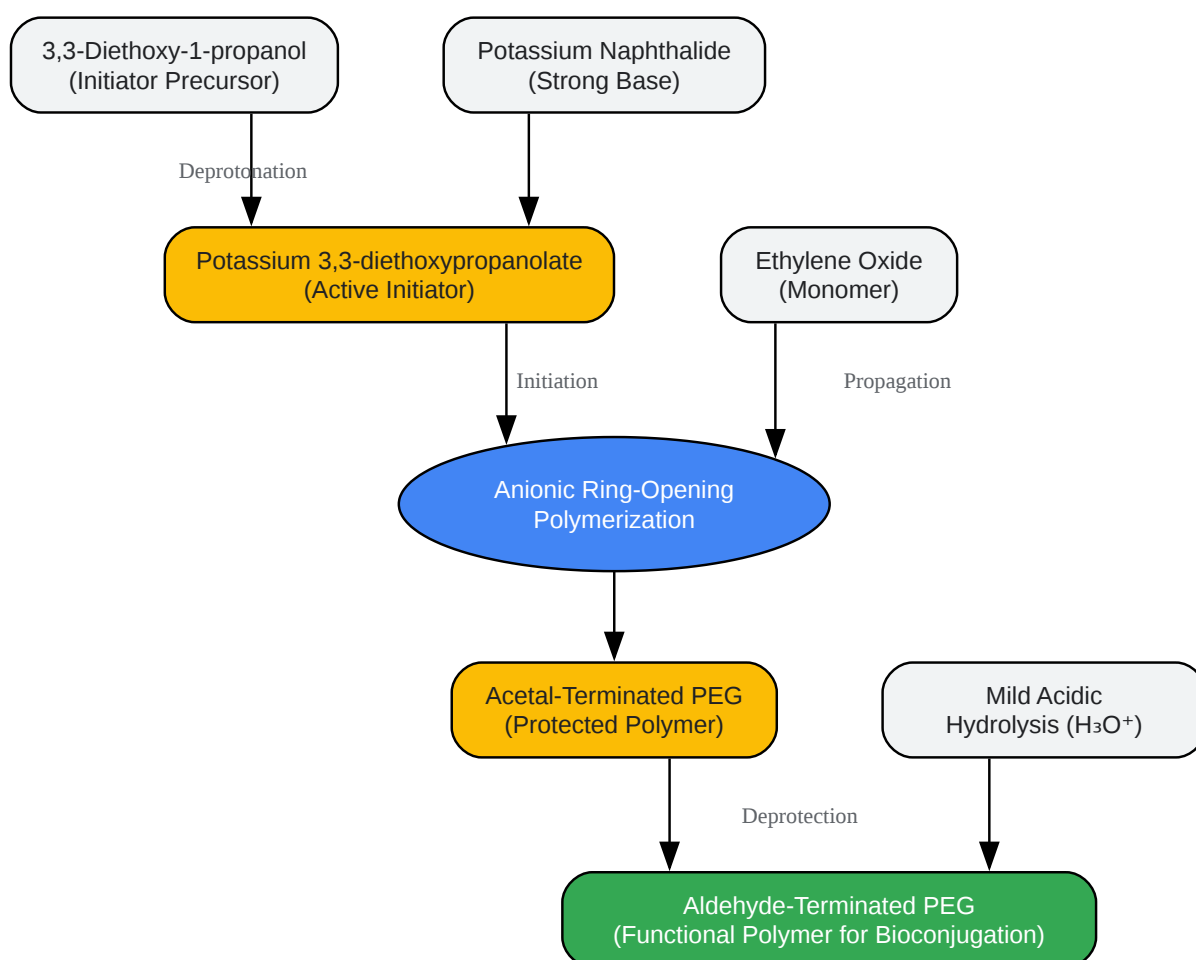 3,3-Diethoxy-1-propanol
(Initiator Precursor)
Potassium Naphthalide
(Strong Base)
Deprotonation
Potassium 3,3-diethoxypropanolate
(Active Initiator)
Ethylene Oxide
(Monomer)
Initiation
Propagation
Anionic Ring-Opening
Polymerization
Acetal-Terminated PEG
(Protected Polymer)
Mild Acidic
Hydrolysis (H₃O⁺)
Deprotection
Aldehyde-Terminated PEG
(Functional Polymer for Bioconjugation)